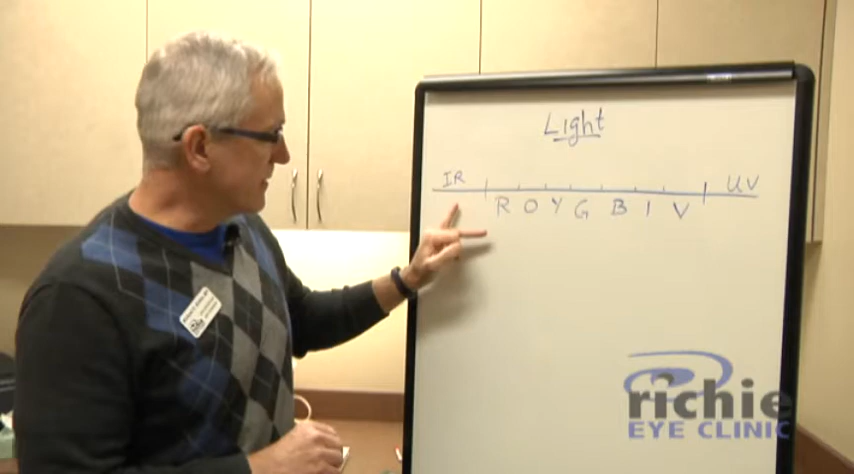 Light
IR UV
R O Y G B I V
richie
EYE CLINIC